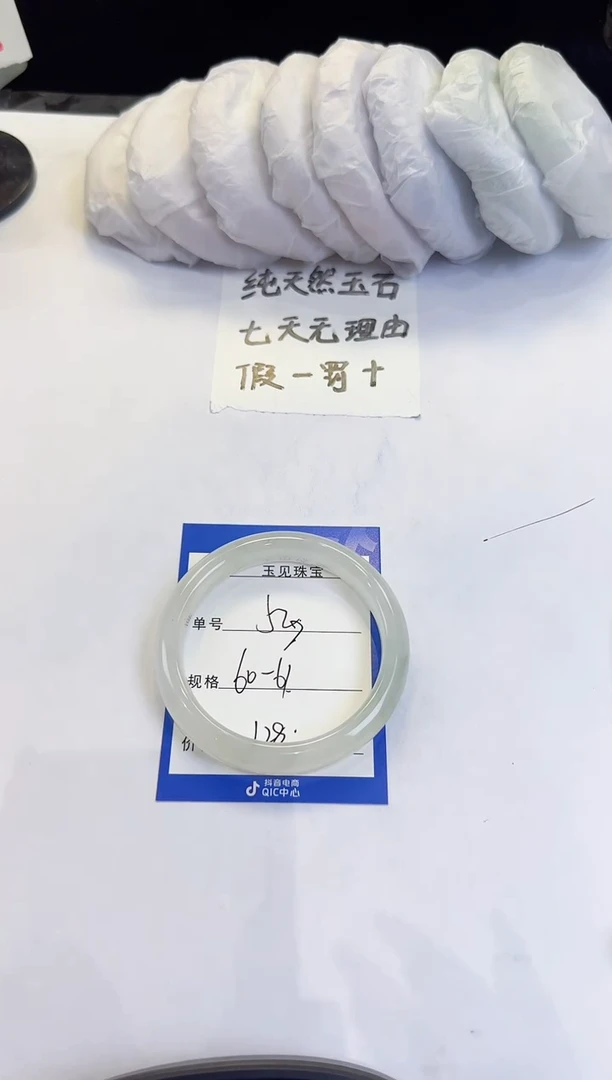 纯天然玉石
七天无理由
假一罚十
玉见珠宝
单号
规格 60-61
价
抖音电商
QIC中心